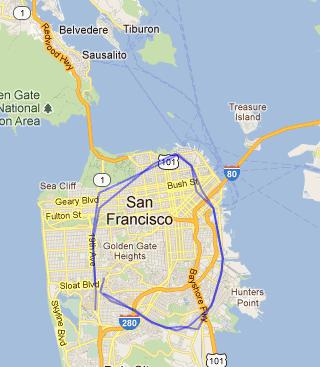 1
Belvedere
Tiburon
Redwood Hwy
Sausalito
en Gate
National
on Area
Treasure
Island
101
80
Sea Cliff
1
Bush St
Geary Blvd
Fulton St
San
Francisco
19th Ave
Golden Gate
Heights
Sloat Blvd
Skyline Blvd
Bayshore Fwy
Hunters
Point
280
101